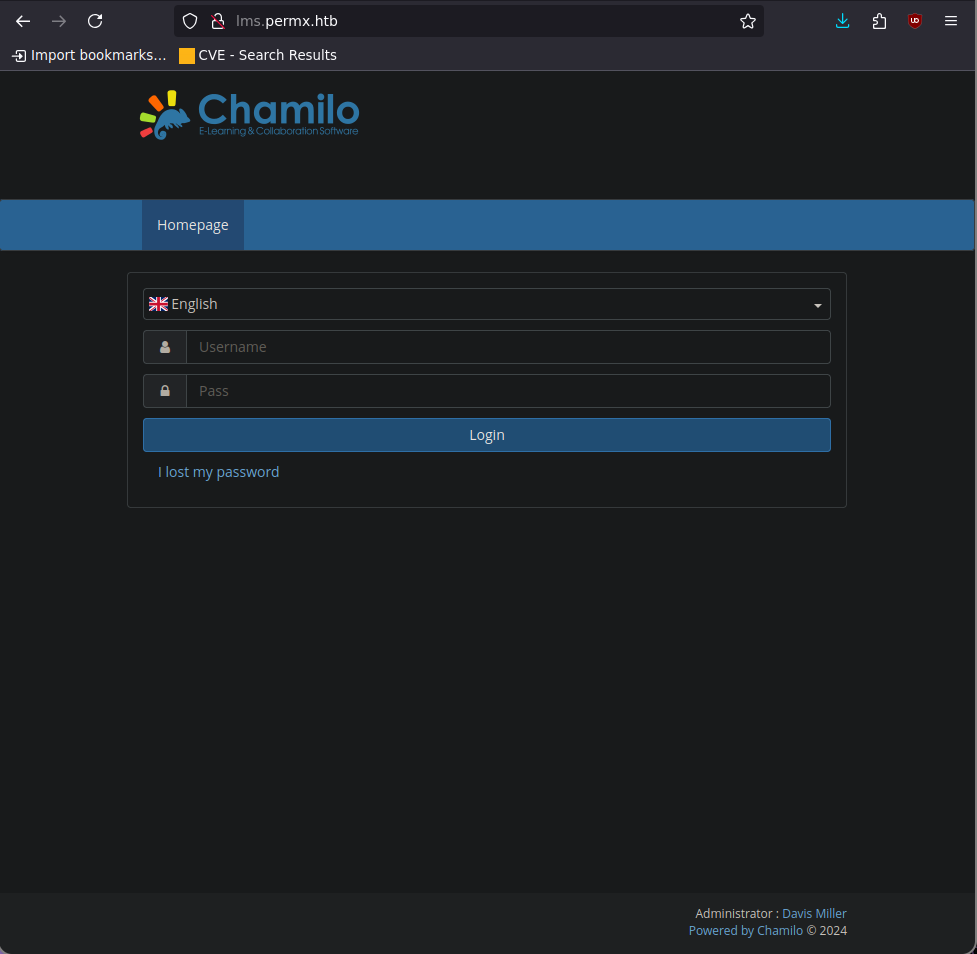 lms.permx.htb
Import bookmarks... CVE - Search Results
Chamilo
E-Learning & Collaboration Software
Homepage
English
Username
Pass
Login
I lost my password
Administrator : Davis Miller
Powered by Chamilo © 2024